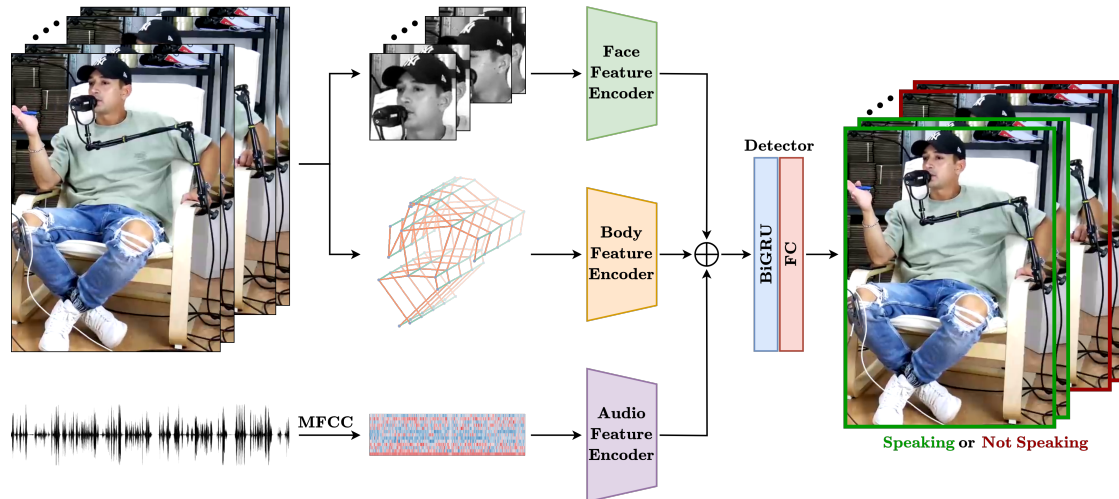 Face
Feature
Encoder
Detector
Body
Feature
Encoder
BiGRU
FC
MFCC
Audio
Feature
Encoder
Speaking or Not Speaking